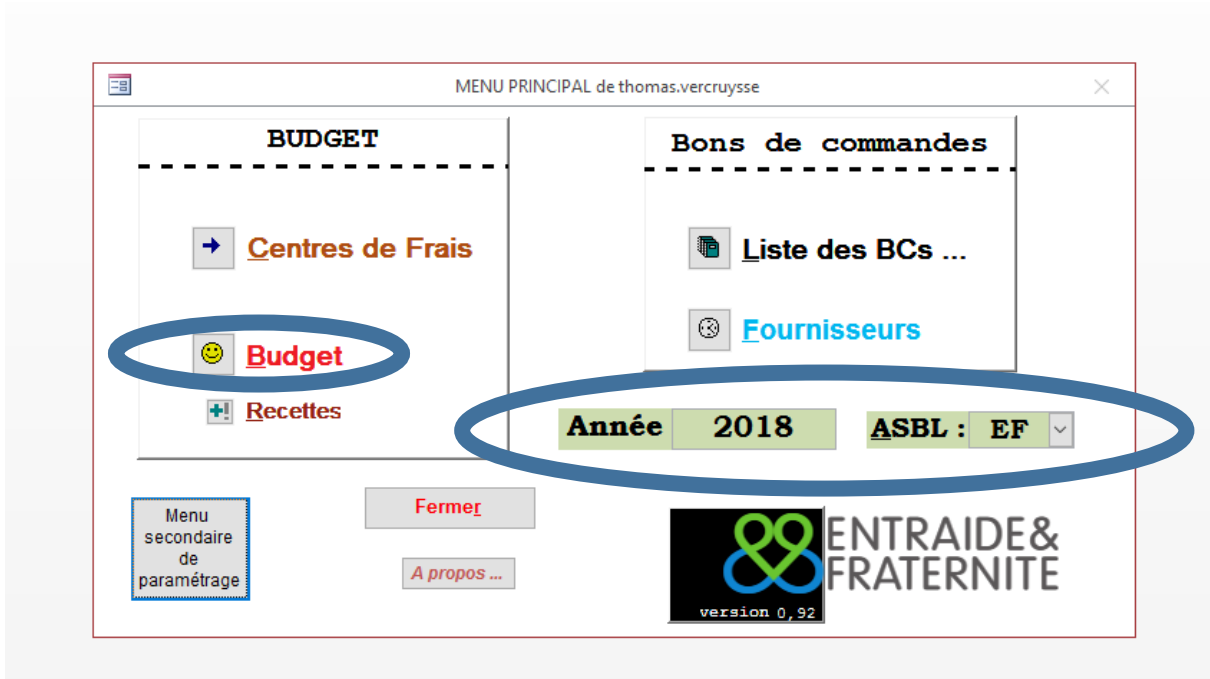 MENU PRINCIPAL de thomas.vercruysse
BUDGET
Centres de Frais
Budget
Recettes
Bons de commandes
Liste des BCs ...
Fournisseurs
Année 2018 ASBL : EF
Menu
secondaire
de
paramétrage
Fermer
A propos ...
ENTRAIDE&
FRATERNITE
version 0,92